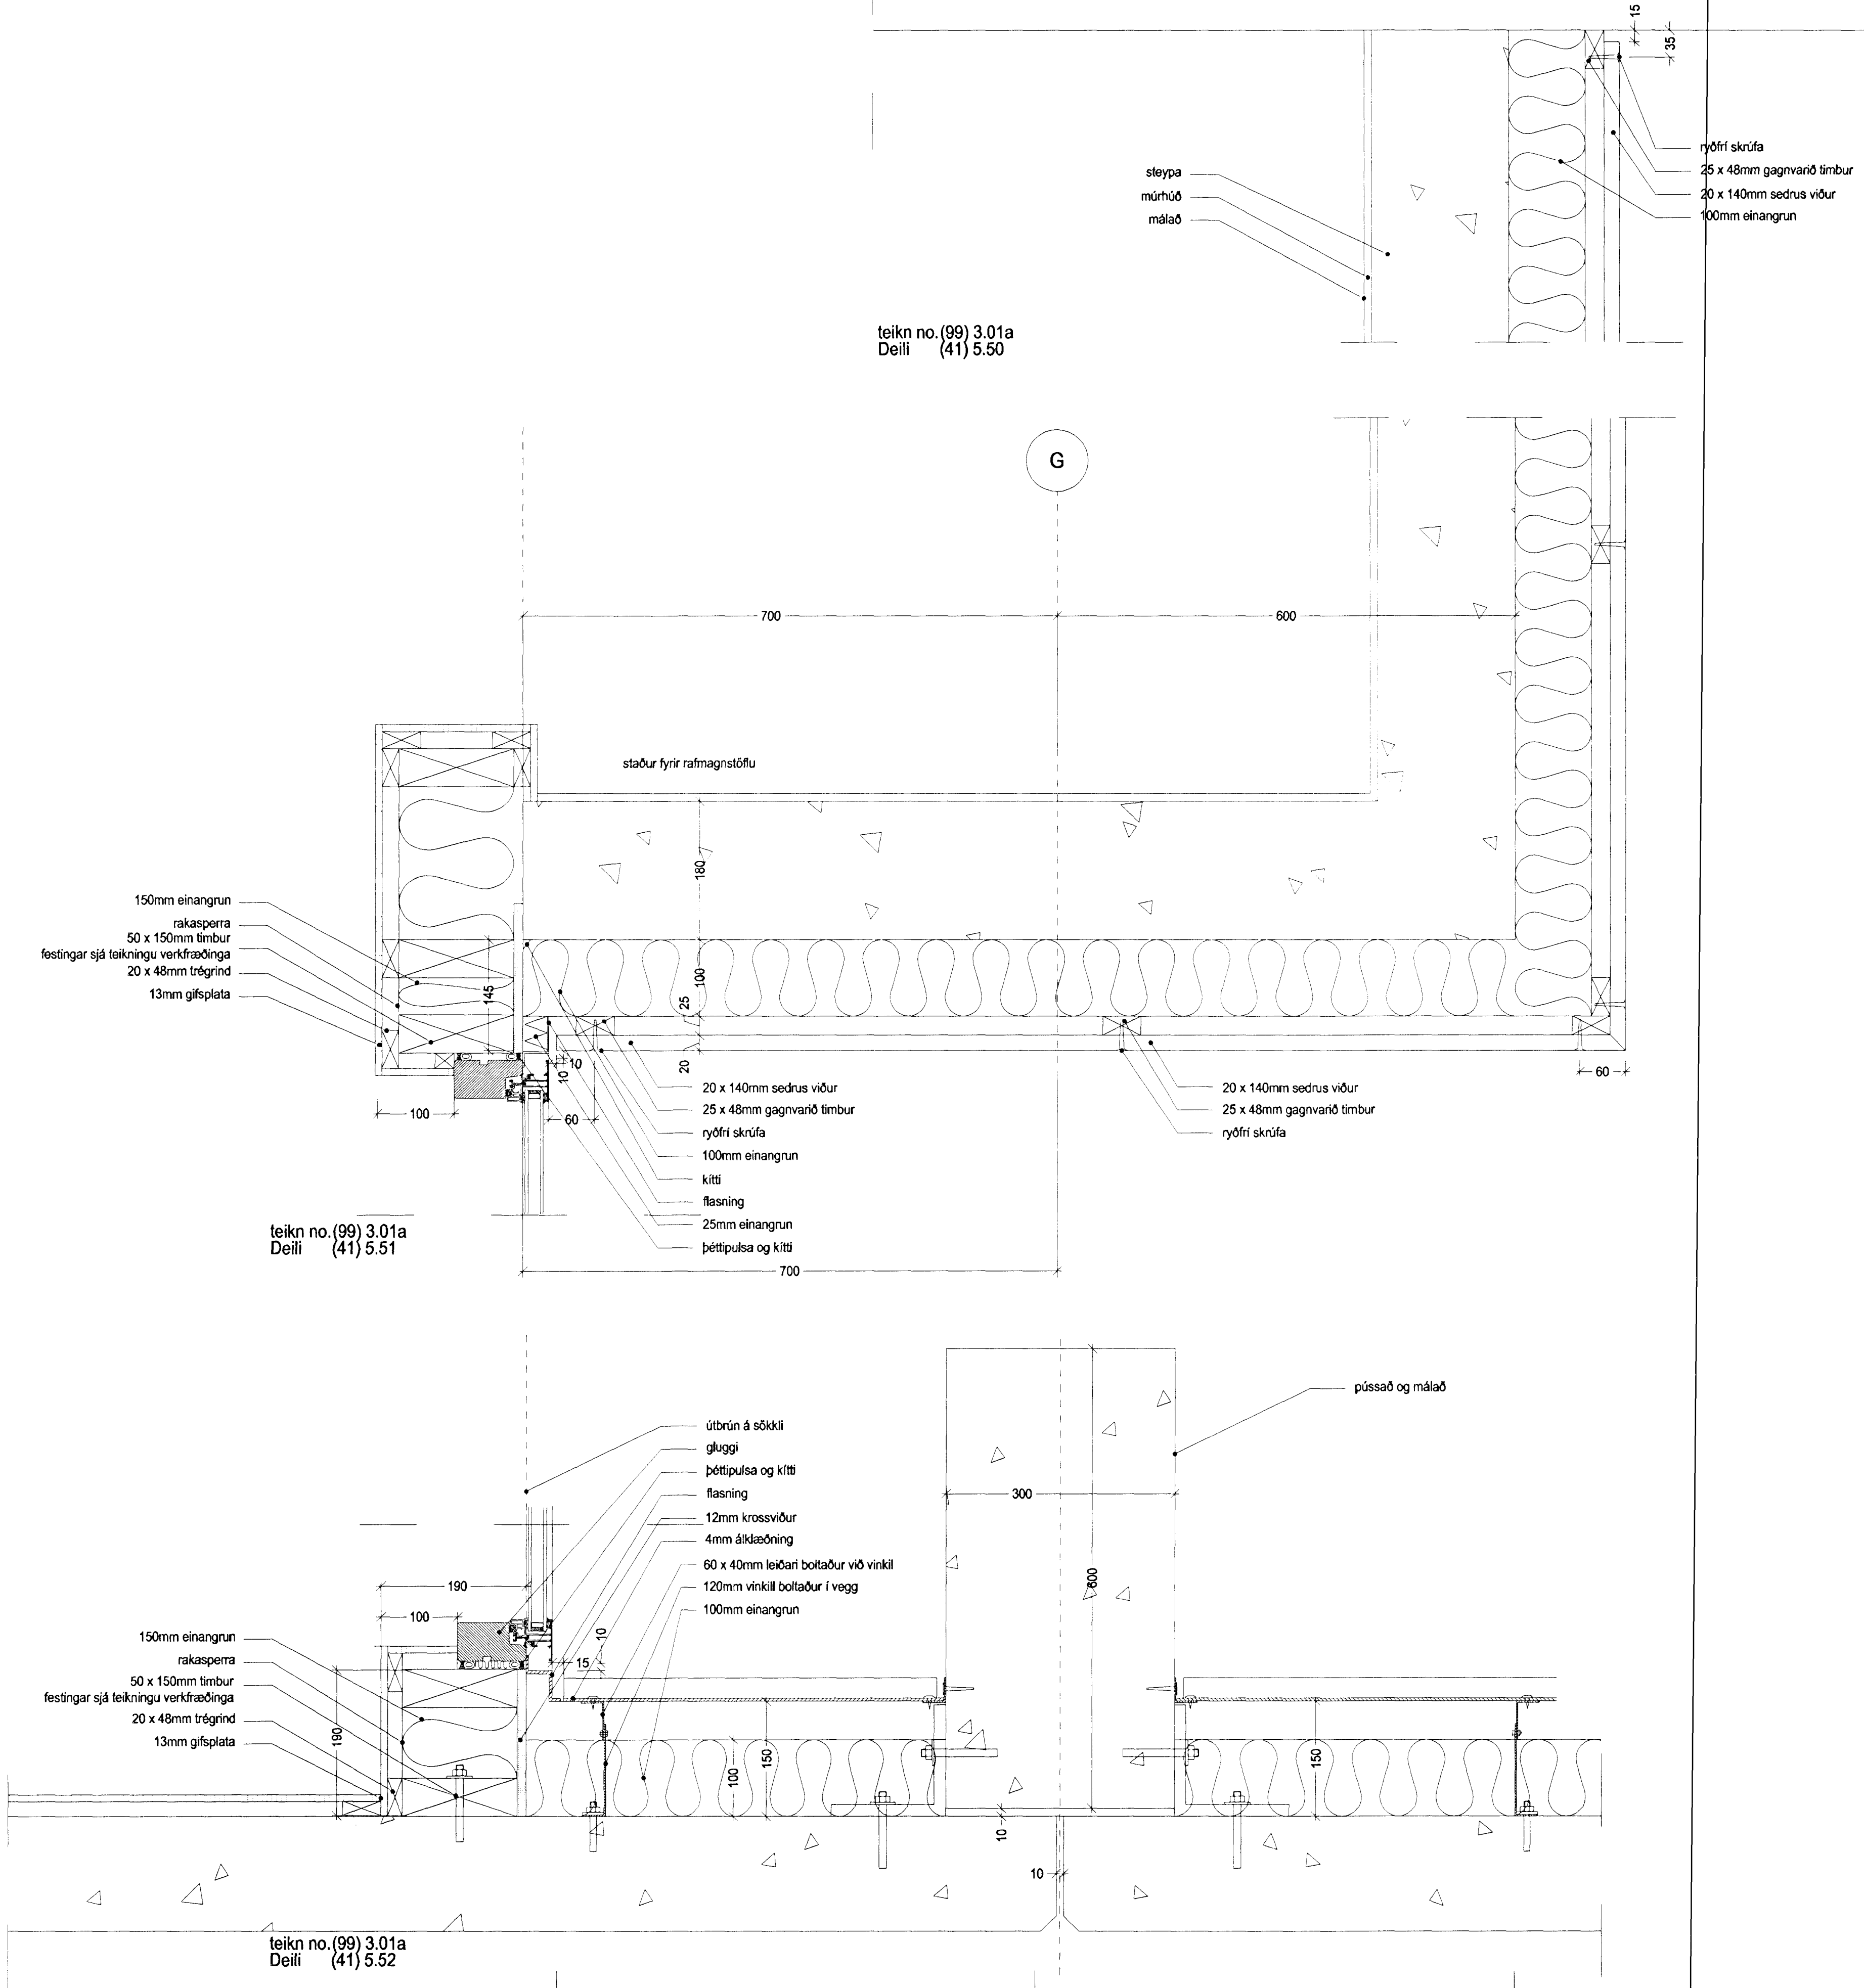 15
35
ryðfrí skrúfa
25 x 48mm gagnvarið timbur
20 x 140mm sedrus viður
100mm einangrun
steypa
múrhúð
málað
teikn no.(99) 3.01a
Deili (41) 5.50
G
700
600
staður fyrir rafmagnstöflu
180
150mm einangrun
rakasperra
50 x 150mm timbur
festingar sjá teikningu verkfræðinga
20 x 48mm trégrind
13mm gifsplata
145
100
25
20
10
10
60
100
60
20 x 140mm sedrus viður
25 x 48mm gagnvarið timbur
ryðfrí skrúfa
100mm einangrun
kítti
flasning
25mm einangrun
þéttipulsa og kítti
20 x 140mm sedrus viður
25 x 48mm gagnvarið timbur
ryðfrí skrúfa
teikn no.(99) 3.01a
Deili (41) 5.51
700
pússað og málað
útbrún á sökkli
gluggi
þéttipulsa og kítti
flasning
12mm krossviður
4mm álklæðning
60 x 40mm leiðari boltaður við vinkil
120mm vinkill boltaður í vegg
100mm einangrun
300
600
190
100
10
15
150mm einangrun
rakasperra
50 x 150mm timbur
festingar sjá teikningu verkfræðinga
20 x 48mm trégrind
13mm gifsplata
190
100
150
150
10
10
teikn no.(99) 3.01a
Deili (41) 5.52